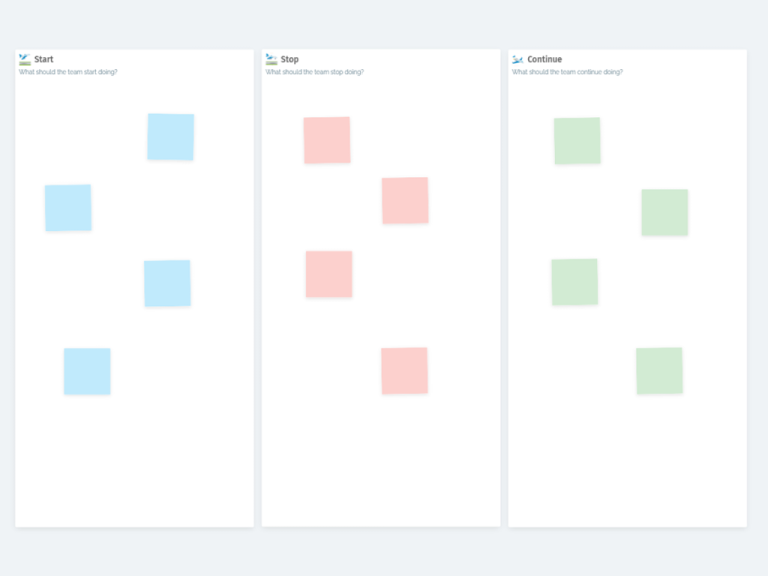 Start
What should the team start doing?
Stop
What should the team stop doing?
Continue
What should the team continue doing?